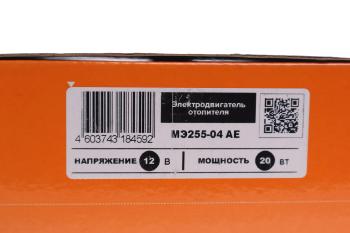 Электродвигатель
отопителя
4 603743 184592
МЭ255-04 АЕ
НАПРЯЖЕНИЕ 12 В МОЩНОСТЬ 20 ВТ